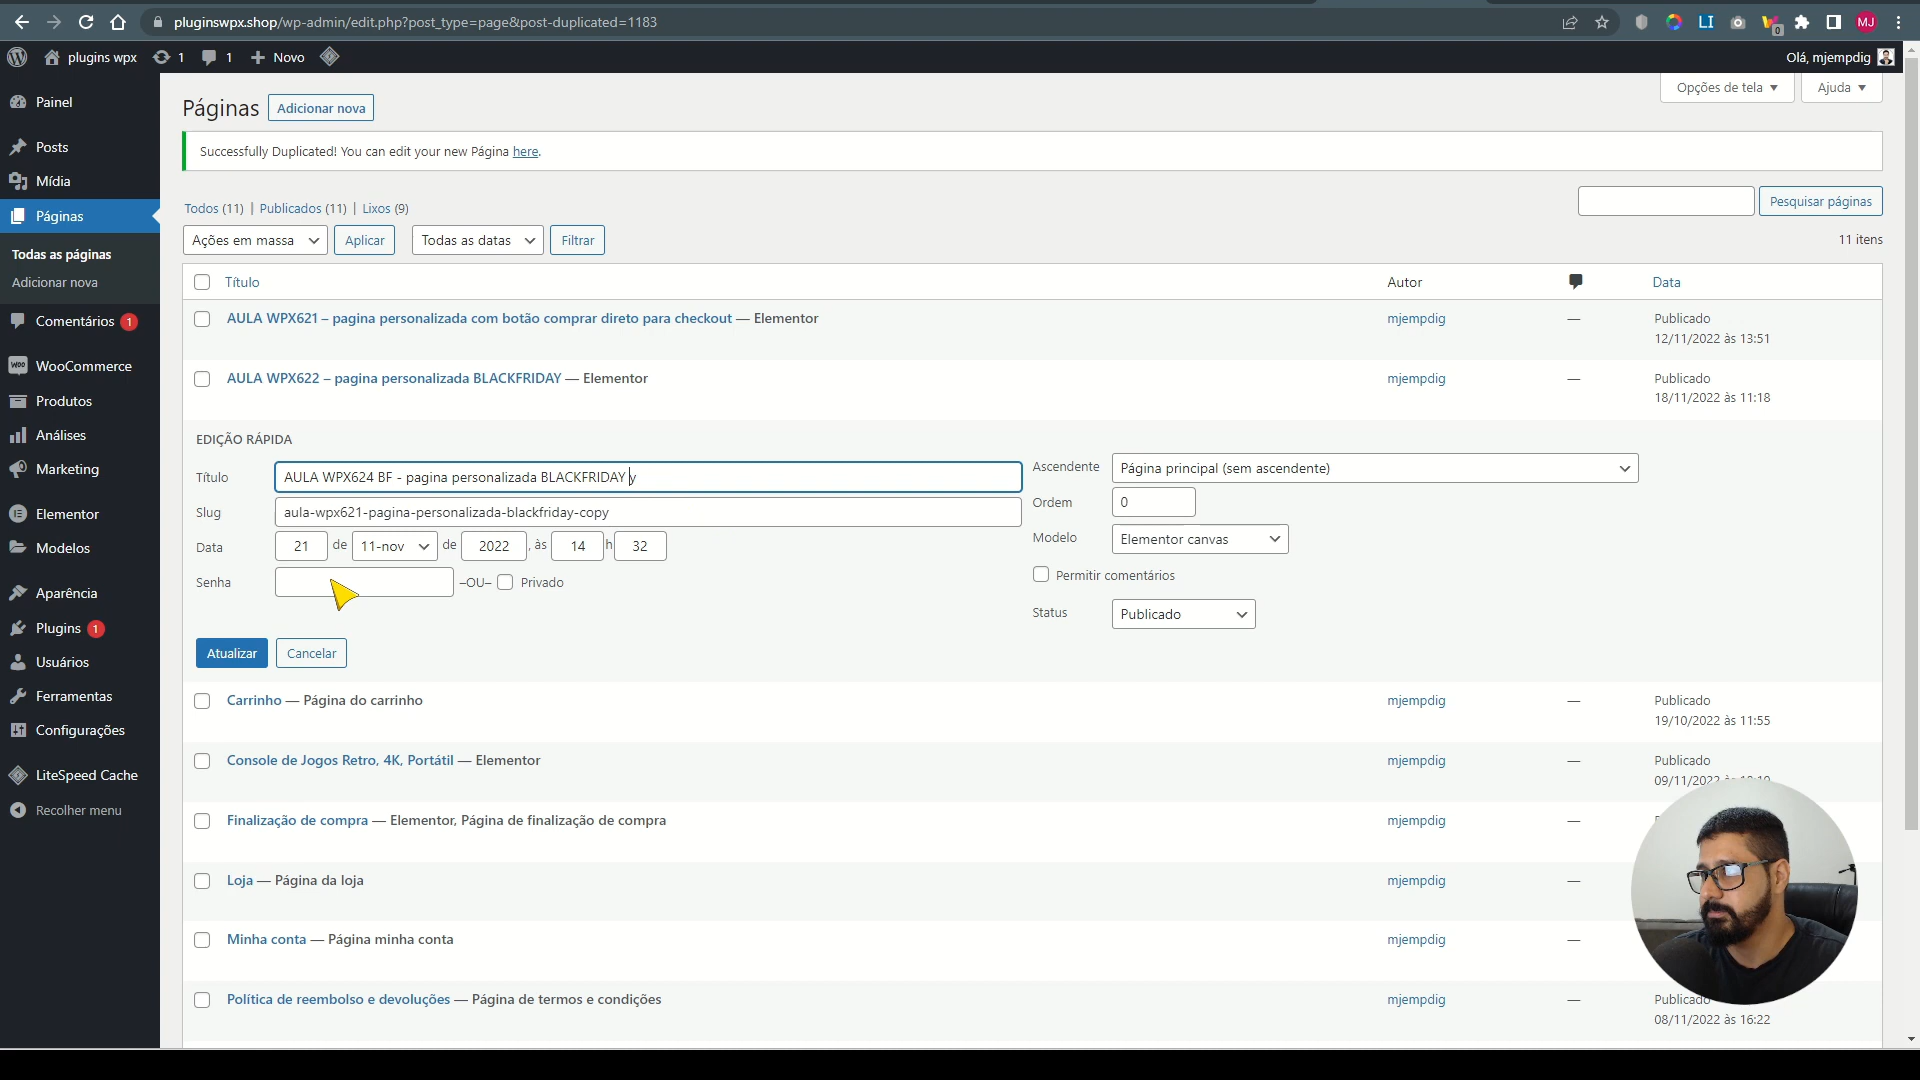 pluginswpx.shop/wp-admin/edit.php?post_type=page&post-duplicated=1183
LI
0
MJ
plugins wpx
1
1
Novo
Olá, mjempdig
Painel
Posts
Mídia
Páginas
Todas as páginas
Adicionar nova
Comentários 1
WooCommerce
Produtos
Análises
Marketing
Elementor
Modelos
Aparência
Plugins 1
Usuários
Ferramentas
Configurações
LiteSpeed Cache
Recolher menu
Opções de tela
Ajuda
Páginas Adicionar nova
Successfully Duplicated! You can edit your new Página here.
Todos (11) | Publicados (11) | Lixos (9)
Pesquisar páginas
Ações em massa Aplicar Todas as datas Filtrar
11 itens
Título Autor Data
AULA WPX621 – pagina personalizada com botão comprar direto para checkout — Elementor mjempdig — Publicado
12/11/2022 às 13:51
AULA WPX622 – pagina personalizada BLACKFRIDAY — Elementor mjempdig — Publicado
18/11/2022 às 11:18
EDIÇÃO RÁPIDA
Título AULA WPX624 BF - pagina personalizada BLACKFRIDAY y
Slug aula-wpx621-pagina-personalizada-blackfriday-copy
Data 21 de 11-nov de 2022 , às 14 h 32
Senha –OU– Privado
Ascendente Página principal (sem ascendente)
Ordem 0
Modelo Elementor canvas
Permitir comentários
Status Publicado
Atualizar Cancelar
Carrinho — Página do carrinho mjempdig — Publicado
19/10/2022 às 11:55
Console de Jogos Retro, 4K, Portátil — Elementor mjempdig — Publicado
09/11/2022
Finalização de compra — Elementor, Página de finalização de compra mjempdig —
Loja — Página da loja mjempdig —
Minha conta — Página minha conta mjempdig —
Política de reembolso e devoluções — Página de termos e condições mjempdig — Publicado
08/11/2022 às 16:22